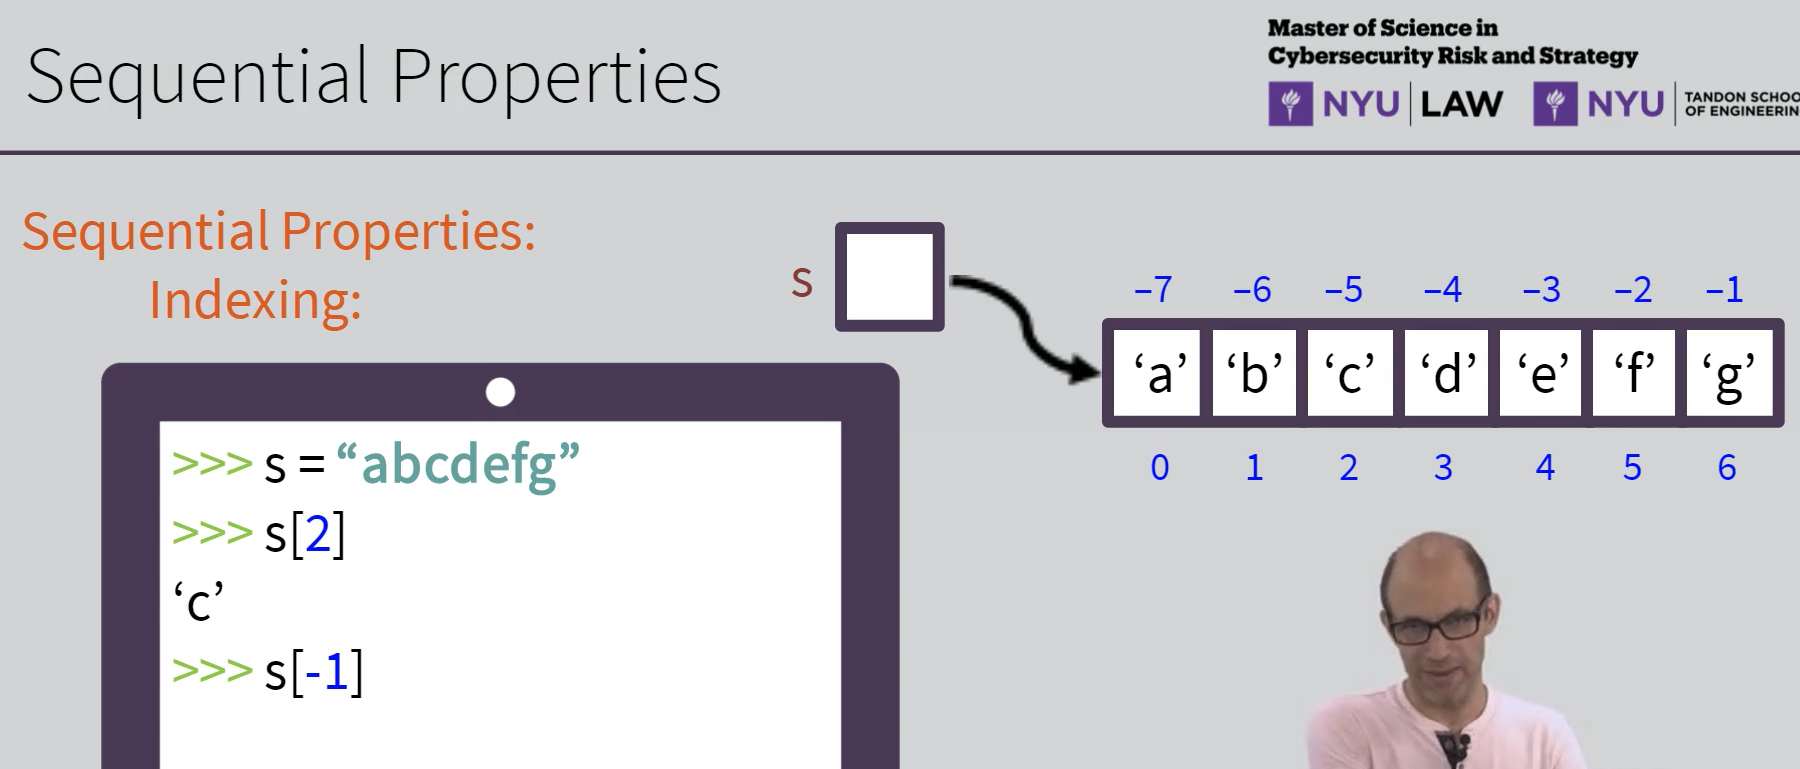 Sequential Properties
Master of Science in
Cybersecurity Risk and Strategy
NYU LAW
NYU TANDON SCHOO
OF ENGINEERIN
Sequential Properties:
Indexing:
s
–7 –6 –5 –4 –3 –2 –1
‘a’ ‘b’ ‘c’ ‘d’ ‘e’ ‘f’ ‘g’
0 1 2 3 4 5 6
>>> s = “abcdefg”
>>> s[2]
‘c’
>>> s[-1]